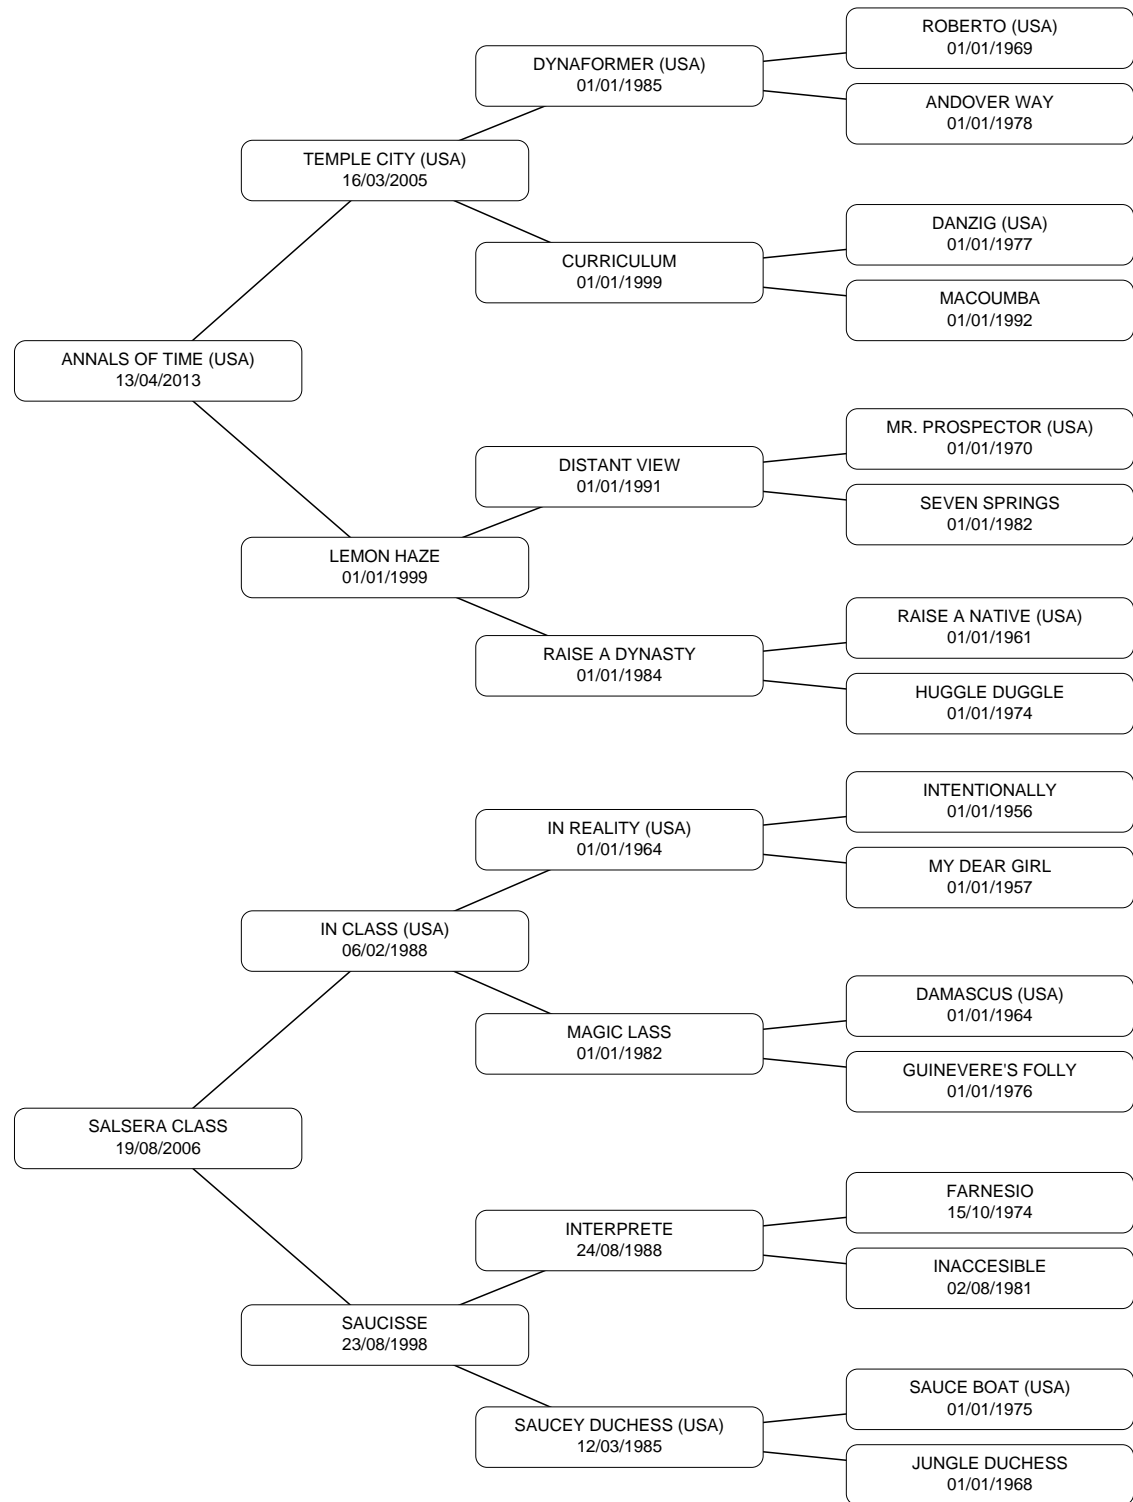 ROBERTO (USA)
01/01/1969
DYNAFORMER (USA)
01/01/1985
ANDOVER WAY
01/01/1978
TEMPLE CITY (USA)
16/03/2005
DANZIG (USA)
01/01/1977
CURRICULUM
01/01/1999
MACOUMBA
01/01/1992
ANNALS OF TIME (USA)
13/04/2013
MR. PROSPECTOR (USA)
01/01/1970
DISTANT VIEW
01/01/1991
SEVEN SPRINGS
01/01/1982
LEMON HAZE
01/01/1999
RAISE A NATIVE (USA)
01/01/1961
RAISE A DYNASTY
01/01/1984
HUGGLE DUGGLE
01/01/1974
INTENTIONALLY
01/01/1956
IN REALITY (USA)
01/01/1964
MY DEAR GIRL
01/01/1957
IN CLASS (USA)
06/02/1988
DAMASCUS (USA)
01/01/1964
MAGIC LASS
01/01/1982
GUINEVERE'S FOLLY
01/01/1976
SALSERA CLASS
19/08/2006
FARNESIO
15/10/1974
INTERPRETE
24/08/1988
INACCESIBLE
02/08/1981
SAUCISSE
23/08/1998
SAUCE BOAT (USA)
01/01/1975
SAUCEY DUCHESS (USA)
12/03/1985
JUNGLE DUCHESS
01/01/1968